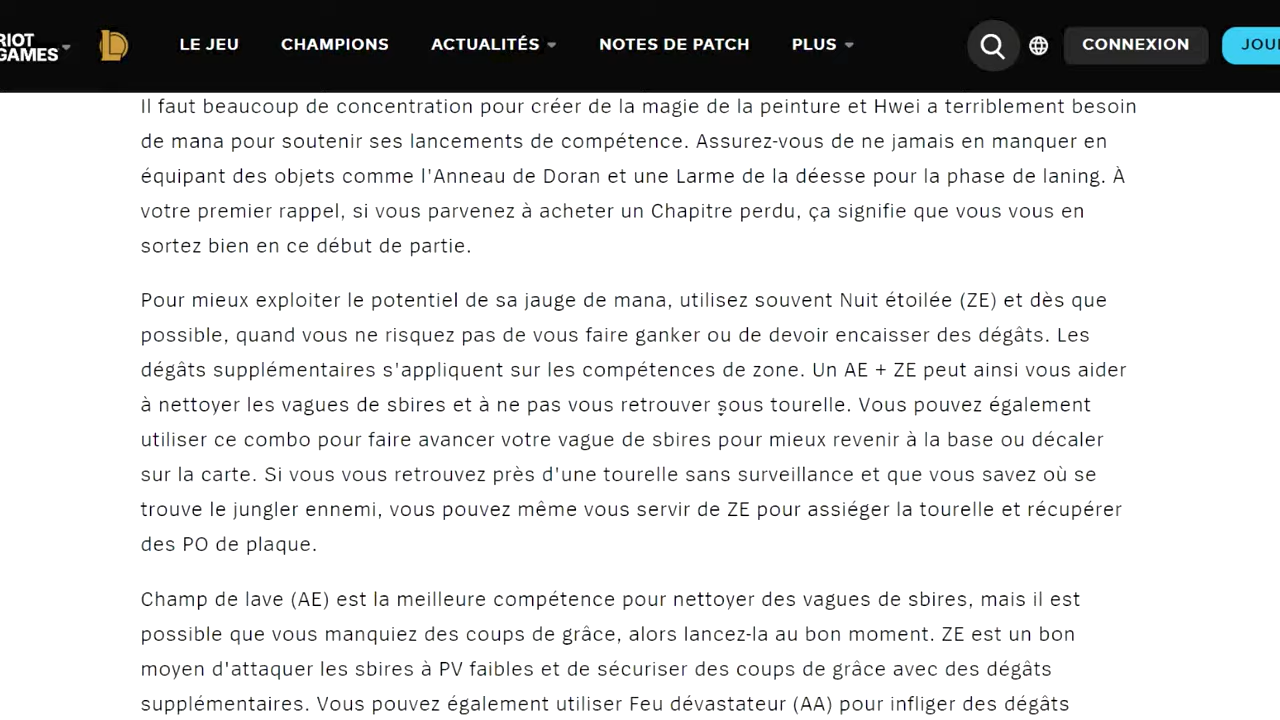 RIOT
GAMES
LE JEU
CHAMPIONS
ACTUALITÉS
NOTES DE PATCH
PLUS
CONNEXION
JOU
Il faut beaucoup de concentration pour créer de la magie de la peinture et Hwei a terriblement besoin
de mana pour soutenir ses lancements de compétence. Assurez-vous de ne jamais en manquer en
équipant des objets comme l'Anneau de Doran et une Larme de la déesse pour la phase de laning. À
votre premier rappel, si vous parvenez à acheter un Chapitre perdu, ça signifie que vous vous en
sortez bien en ce début de partie.
Pour mieux exploiter le potentiel de sa jauge de mana, utilisez souvent Nuit étoilée (ZE) et dès que
possible, quand vous ne risquez pas de vous faire ganker ou de devoir encaisser des dégâts. Les
dégâts supplémentaires s'appliquent sur les compétences de zone. Un AE + ZE peut ainsi vous aider
à nettoyer les vagues de sbires et à ne pas vous retrouver sous tourelle. Vous pouvez également
utiliser ce combo pour faire avancer votre vague de sbires pour mieux revenir à la base ou décaler
sur la carte. Si vous vous retrouvez près d'une tourelle sans surveillance et que vous savez où se
trouve le jungler ennemi, vous pouvez même vous servir de ZE pour assiéger la tourelle et récupérer
des PO de plaque.
Champ de lave (AE) est la meilleure compétence pour nettoyer des vagues de sbires, mais il est
possible que vous manquiez des coups de grâce, alors lancez-la au bon moment. ZE est un bon
moyen d'attaquer les sbires à PV faibles et de sécuriser des coups de grâce avec des dégâts
supplémentaires. Vous pouvez également utiliser Feu dévastateur (AA) pour infliger des dégâts